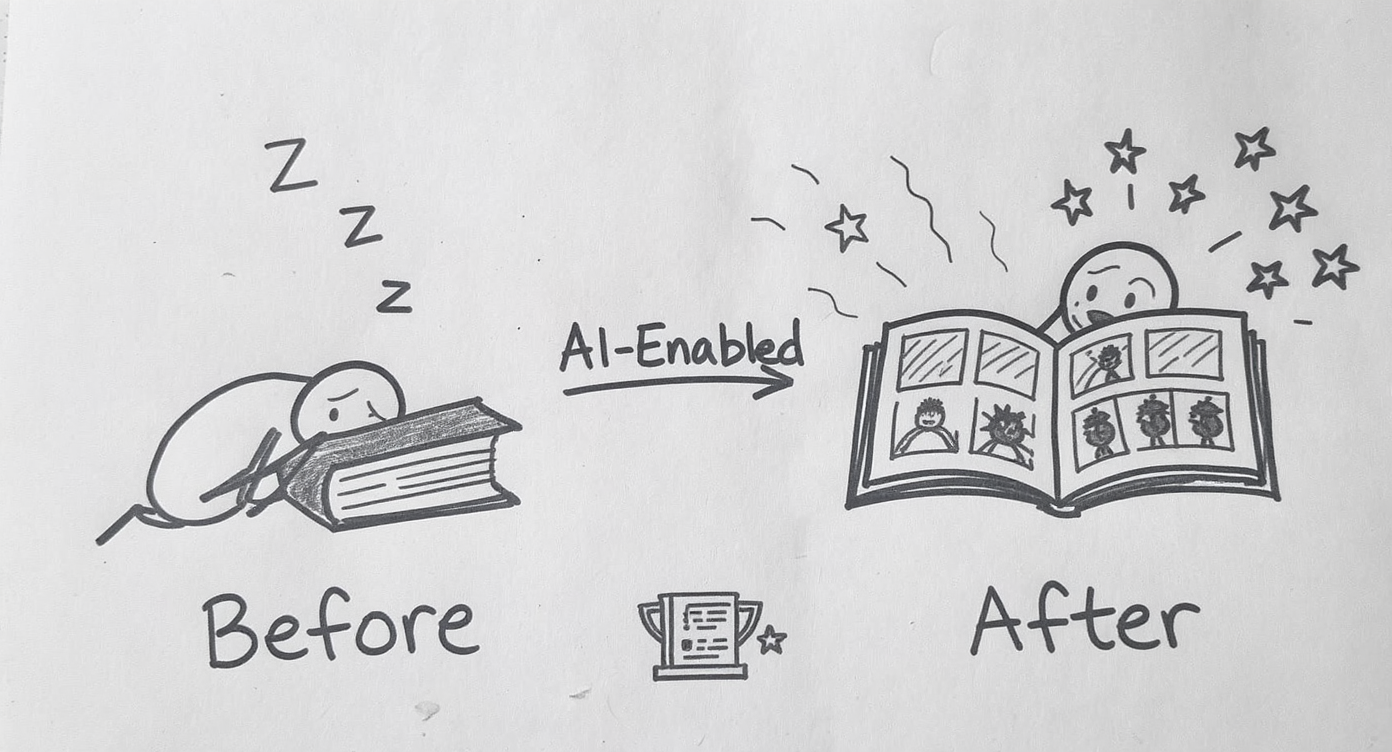 Z
Z
z
AI-Enabled
Before
After